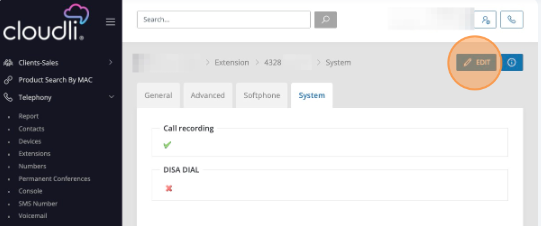 cloudli
Search...
Clients-Sales
Product Search By MAC
Telephony
Report
Contacts
Devices
Extensions
Numbers
Permanent Conferences
Console
SMS Number
Voicemail
Extension > 4328 > System
EDIT
General Advanced Softphone System
Call recording
DISA DIAL